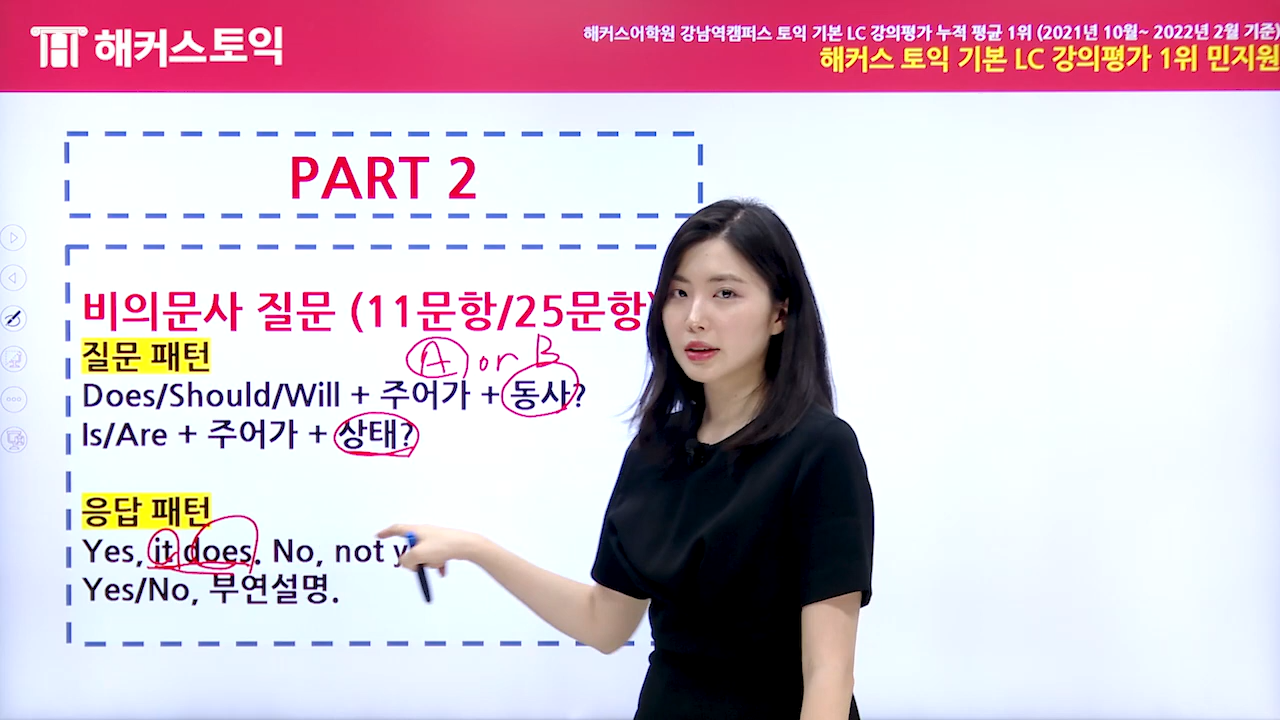 해커스토익
해커스어학원 강남역캠퍼스 토익 기본 LC 강의평가 누적 평균 1위 (2021년 10월~ 2022년 2월 기준)
해커스 토익 기본 LC 강의평가 1위 민지원
PART 2
비의문사 질문 (11문항/25문항)
질문 패턴
A or B
Does/Should/Will + 주어가 + 동사?
Is/Are + 주어가 + 상태?
응답 패턴
Yes, it does. No, not
Yes/No, 부연설명.